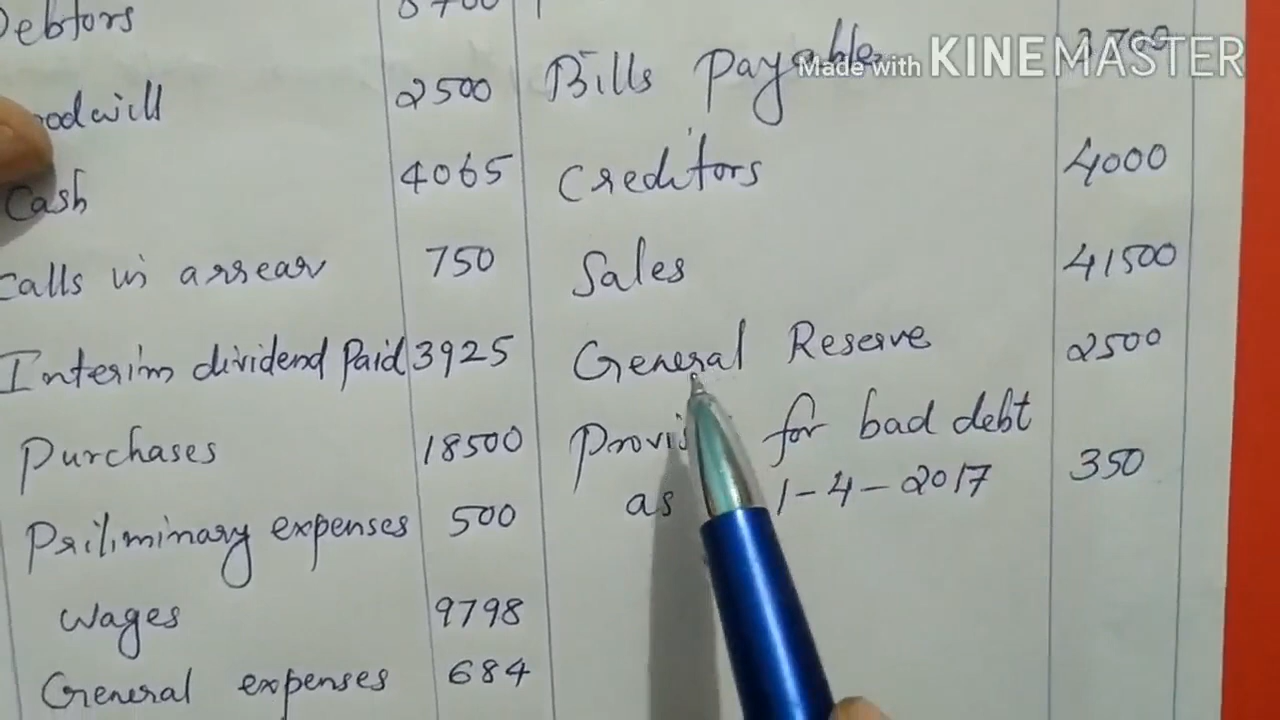 Debtors
2500 Bills Payable
Made with KINEMASTER
Cash 4065 Creditors 4000
Calls in arrear 750 Sales 41500
Interim dividend Paid 3925 General Reserve 2500
Purchases 18500 for bad debt
Priliminary expenses 500 as 1-4-2017 350
Wages 9798
General expenses 684